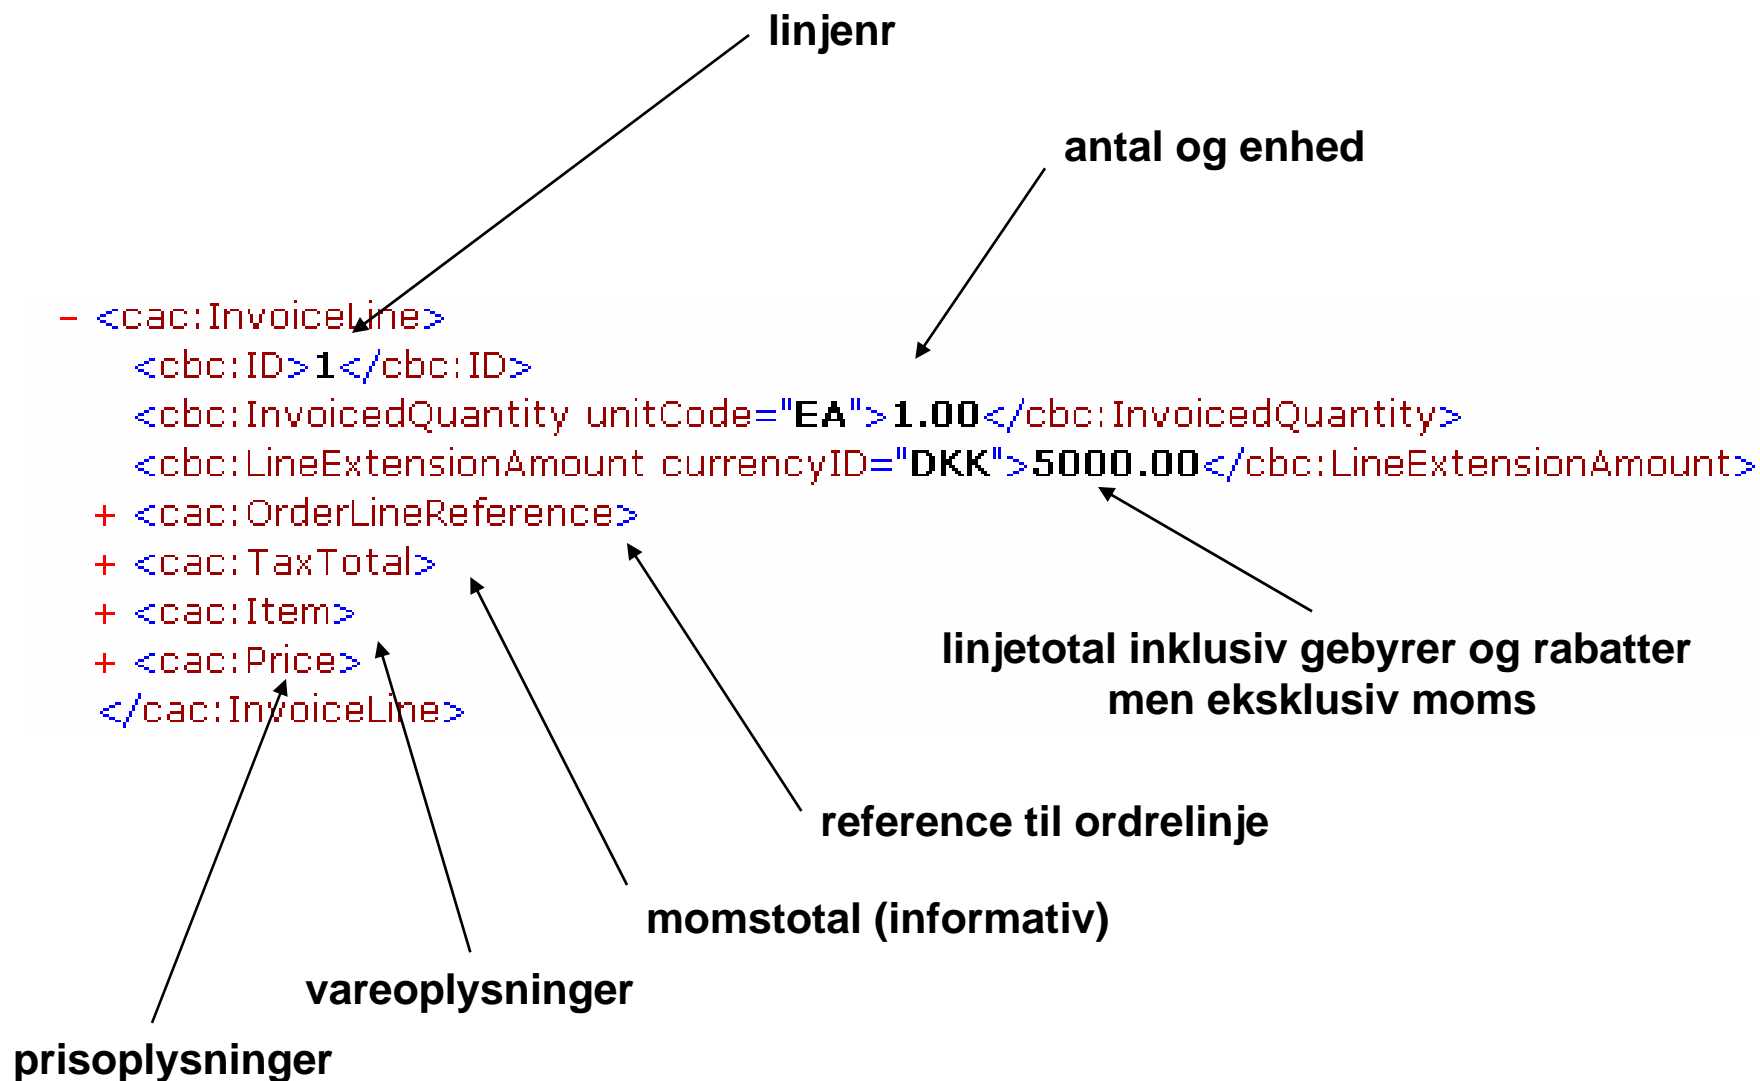 linjenr
antal og enhed
- <cac:InvoiceLine>
<cbc:ID>1</cbc:ID>
<cbc:InvoicedQuantity unitCode="EA">1.00</cbc:InvoicedQuantity>
<cbc:LineExtensionAmount currencyID="DKK">5000.00</cbc:LineExtensionAmount>
+ <cac:OrderLineReference>
+ <cac:TaxTotal>
+ <cac:Item>
+ <cac:Price>
</cac:InvoiceLine>
linjetotal inklusiv gebyrer og rabatter
men eksklusiv moms
reference til ordrelinje
momstotal (informativ)
vareoplysninger
prisoplysninger